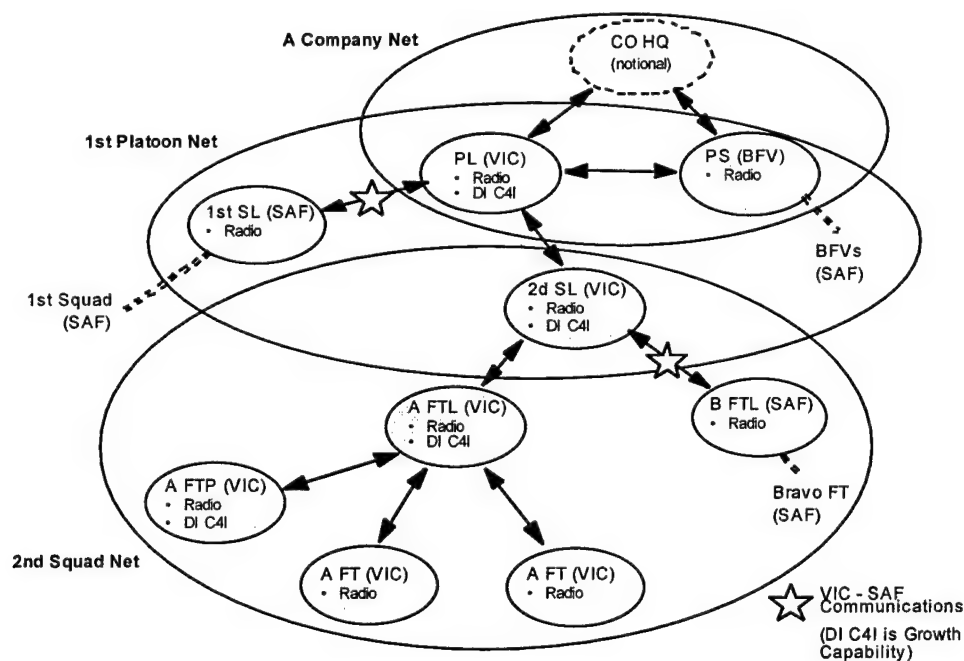 A Company Net
CO HQ
(notional)
1st Platoon Net
PL (VIC)
• Radio
• DI C4I
PS (BFV)
• Radio
1st SL (SAF)
• Radio
BFVs
(SAF)
1st Squad
(SAF)
2d SL (VIC)
• Radio
• DI C4I
A FTL (VIC)
• Radio
• DI C4I
B FTL (SAF)
• Radio
A FTP (VIC)
• Radio
• DI C4I
Bravo FT
(SAF)
2nd Squad Net
A FT (VIC)
• Radio
A FT (VIC)
• Radio
VIC - SAF
Communications
(DI C4I is Growth
Capability)